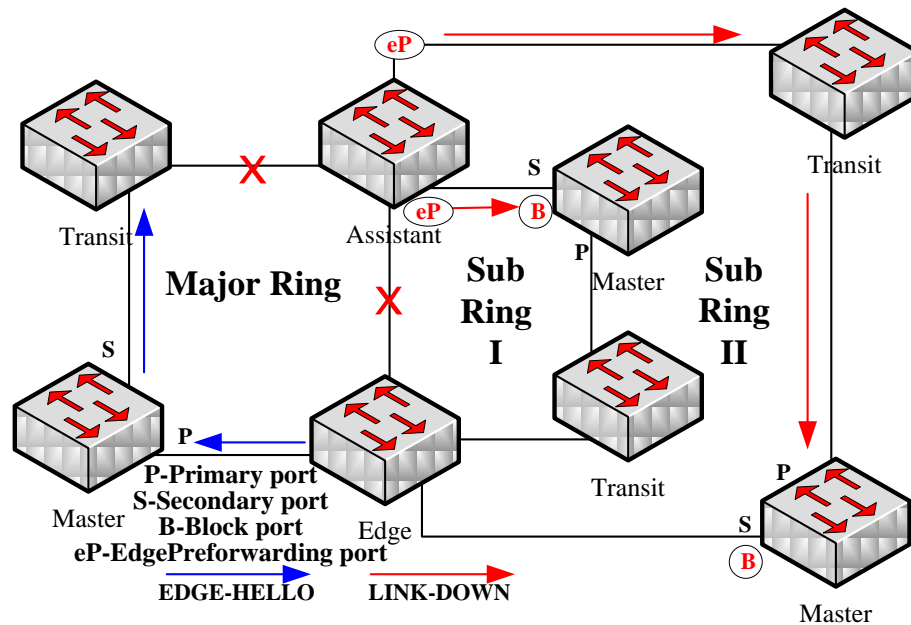 eP
Transit
X
S
Transit
Assistant
eP
B
P
Master
Major Ring
Sub
Ring
I
Sub
Ring
II
X
S
P
P
Transit
S
B
Master
Master
Edge
P-Primary port
S-Secondary port
B-Block port
eP-EdgePreforwarding port
EDGE-HELLO
LINK-DOWN